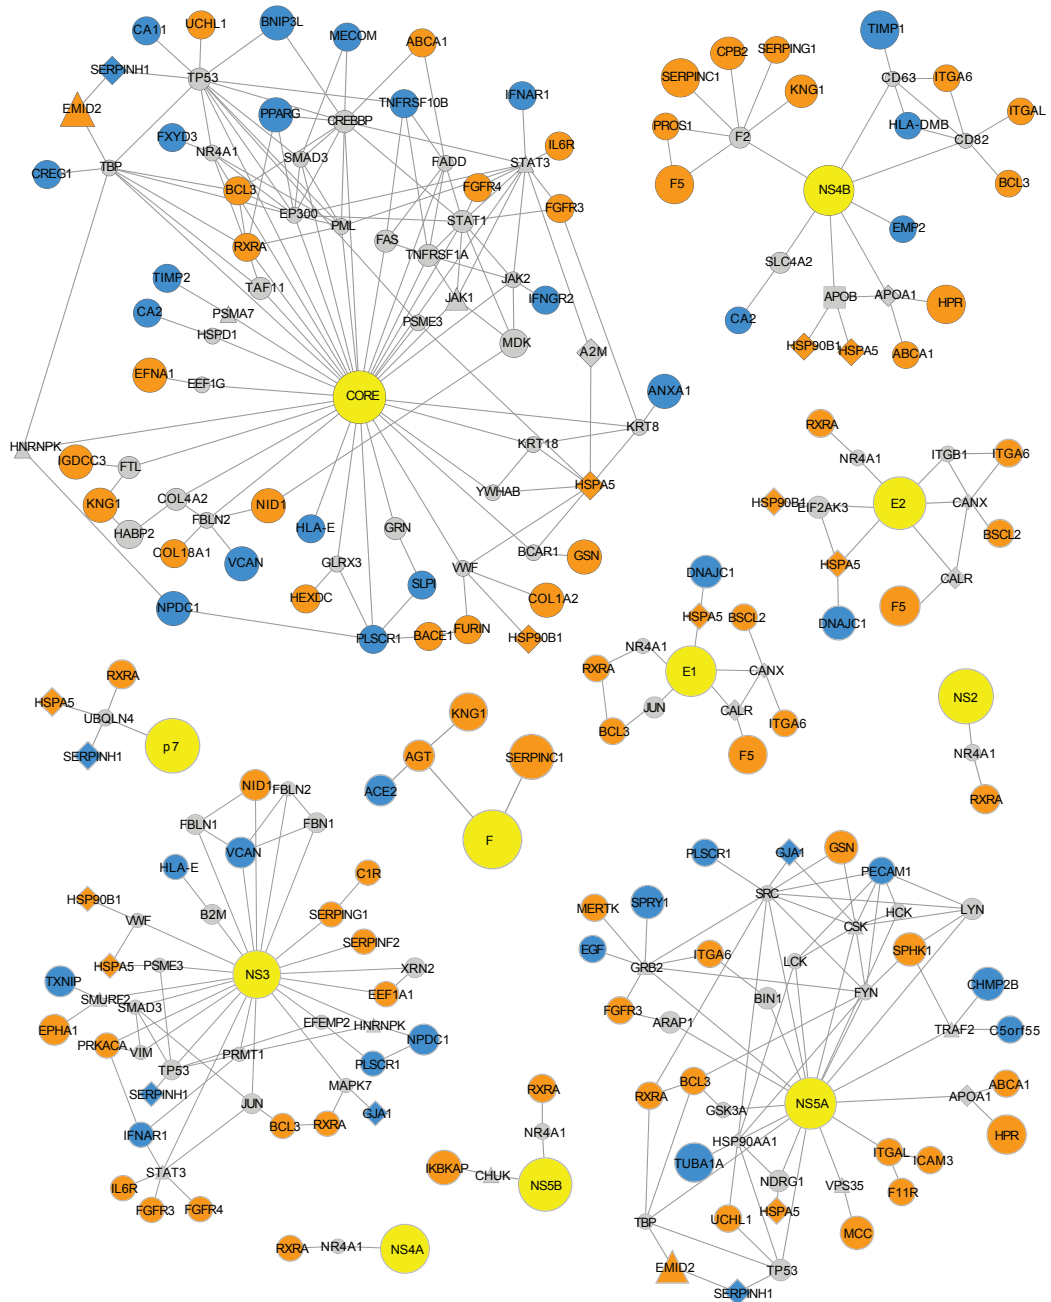 CA11
UCHL1
BNIP3L
MECOM
ABCA1
SERPINH1
TP53
EMID2
PPARG
TNFRSF10B
IFNAR1
CREBBP
FXYD3
NR4A1
SMAD3
FADD
STAT3
IL6R
CREG1
TBP
BCL3
EP300
PML
FGFR4
FGFR3
STAT1
RXRA
FAS
TNFRSF1A
TIMP2
TAF11
JAK2
IFNGR2
JAK1
CA2
PSMA7
HSPD1
PSME3
MDK
A2M
EFNA1
EEF1G
CORE
ANXA1
KRT8
HNRNPK
IGDCC3
FTL
KRT18
KNG1
COL4A2
YWHAB
HSPA5
HABP2
FBLN2
NID1
COL18A1
VCAN
HLA-E
GRN
GLRX3
BCAR1
GSN
VWF
SLPI
HEXDC
COL1A2
NPDC1
PLSCR1
BACE1
FURIN
HSP90B1
TIMP1
CPB2
SERPING1
SERPINC1
KNG1
CD63
ITGA6
ITGAL
PROS1
F2
HLA-DMB
CD82
F5
NS4B
BCL3
EMP2
SLC4A2
APOB
APOA1
HPR
CA2
HSP90B1
HSPA5
ABCA1
RXRA
NR4A1
ITGB1
ITGA6
HSP90B1
EIF2AK3
E2
CANX
BSCL2
HSPA5
CALR
F5
DNAJC1
DNAJC1
HSPA5
BSCL2
NR4A1
RXRA
E1
CANX
JUN
CALR
BCL3
ITGA6
F5
NS2
NR4A1
RXRA
RXRA
HSPA5
UBQLN4
SERPINH1
p7
KNG1
AGT
SERPINC1
ACE2
F
NID1
FBLN2
FBLN1
FBN1
VCAN
HLA-E
C1R
HSP90B1
B2M
SERPING1
VWF
SERPINF2
HSPA5
PSME3
NS3
XRN2
TXNIP
EEF1A1
SMURF2
SMAD3
EPHA1
EFEMP2
HNRNPK
NPDC1
PRKACA
VIM
PRMT1
TP53
PLSCR1
SERPINH1
MAPK7
JUN
GJA1
IFNAR1
BCL3
RXRA
STAT3
IL6R
FGFR3
FGFR4
RXRA
NR4A1
IKBKAP
CHUK
NS5B
RXRA
NR4A1
NS4A
PLSCR1
GJA1
GSN
PECAM1
MERTK
SPRY1
SRC
HCK
LYN
CSK
EGF
GRB2
ITGA6
LCK
SPHK1
BIN1
FYN
CHMP2B
FGFR3
ARAP1
TRAF2
C5orf55
BCL3
RXRA
GSK3A
NS5A
ABCA1
APOA1
HPR
HSP90AA1
TUBA1A
ITGAL
ICAM3
NDRG1
VPS35
F11R
HSPA5
TBP
UCHL1
MCC
EMID2
TP53
SERPINH1